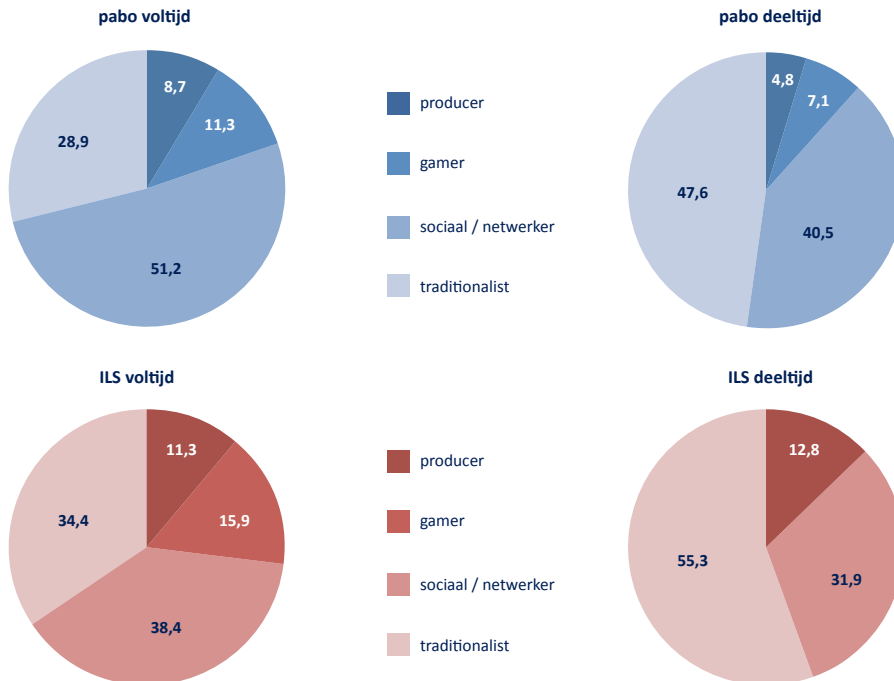 pabo voltijd
8,7
11,3
28,9
51,2
producer
gamer
sociaal / netwerker
traditionalist
pabo deeltijd
4,8
7,1
47,6
40,5
ILS voltijd
11,3
15,9
34,4
38,4
producer
gamer
sociaal / netwerker
traditionalist
ILS deeltijd
12,8
55,3
31,9